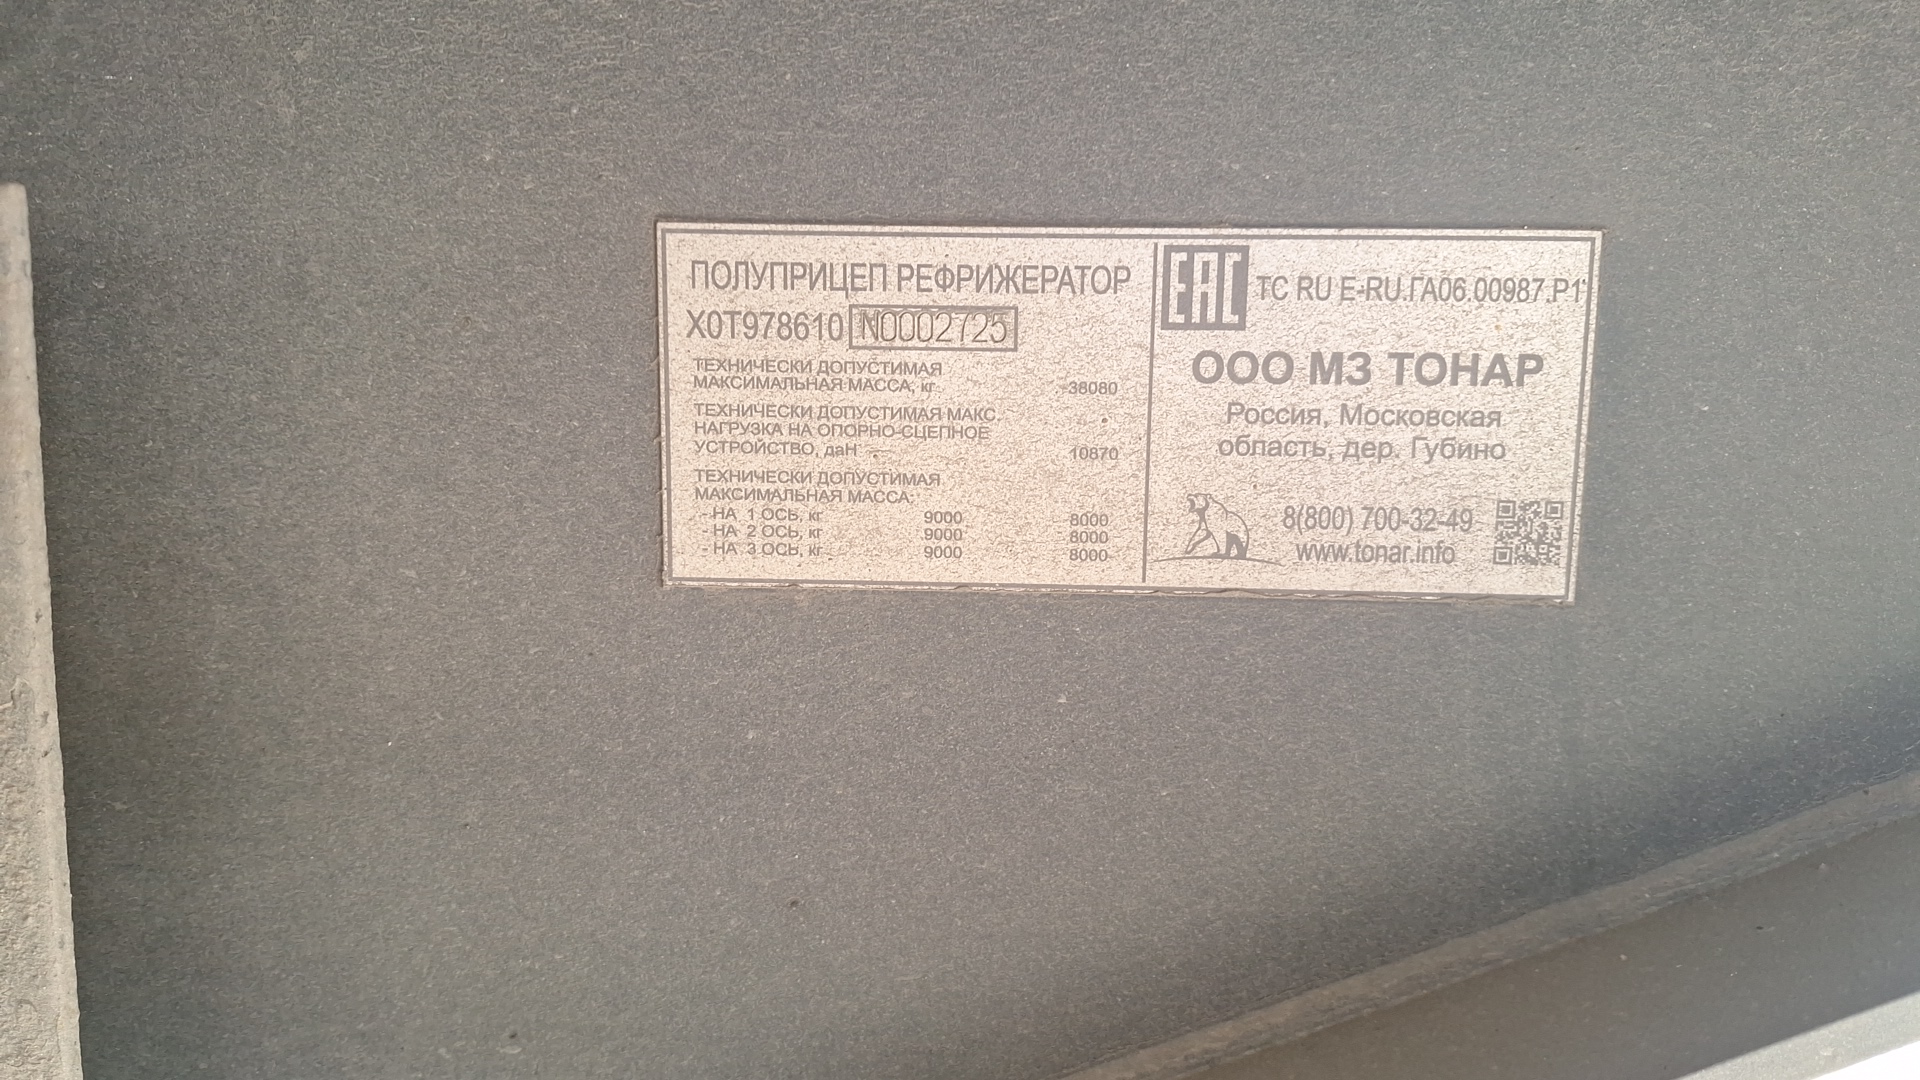 ПОЛУПРИЦЕП РЕФРИЖЕРАТОР
X0T978610 N0002725
ТЕХНИЧЕСКИ ДОПУСТИМАЯ
МАКСИМАЛЬНАЯ МАССА, кг 38080
ТЕХНИЧЕСКИ ДОПУСТИМАЯ МАКС.
НАГРУЗКА НА ОПОРНО-СЦЕПНОЕ
УСТРОЙСТВО, даН 10870
ТЕХНИЧЕСКИ ДОПУСТИМАЯ
МАКСИМАЛЬНАЯ МАССА:
- НА 1 ОСЬ, кг 9000 8000
- НА 2 ОСЬ, кг 9000 8000
- НА 3 ОСЬ, кг 9000 8000
EAC ТС RU E-RU.ГА06.00987.Р1
ООО МЗ ТОНАР
Россия, Московская
область, дер. Губино
8(800) 700-32-49
www.tonar.info